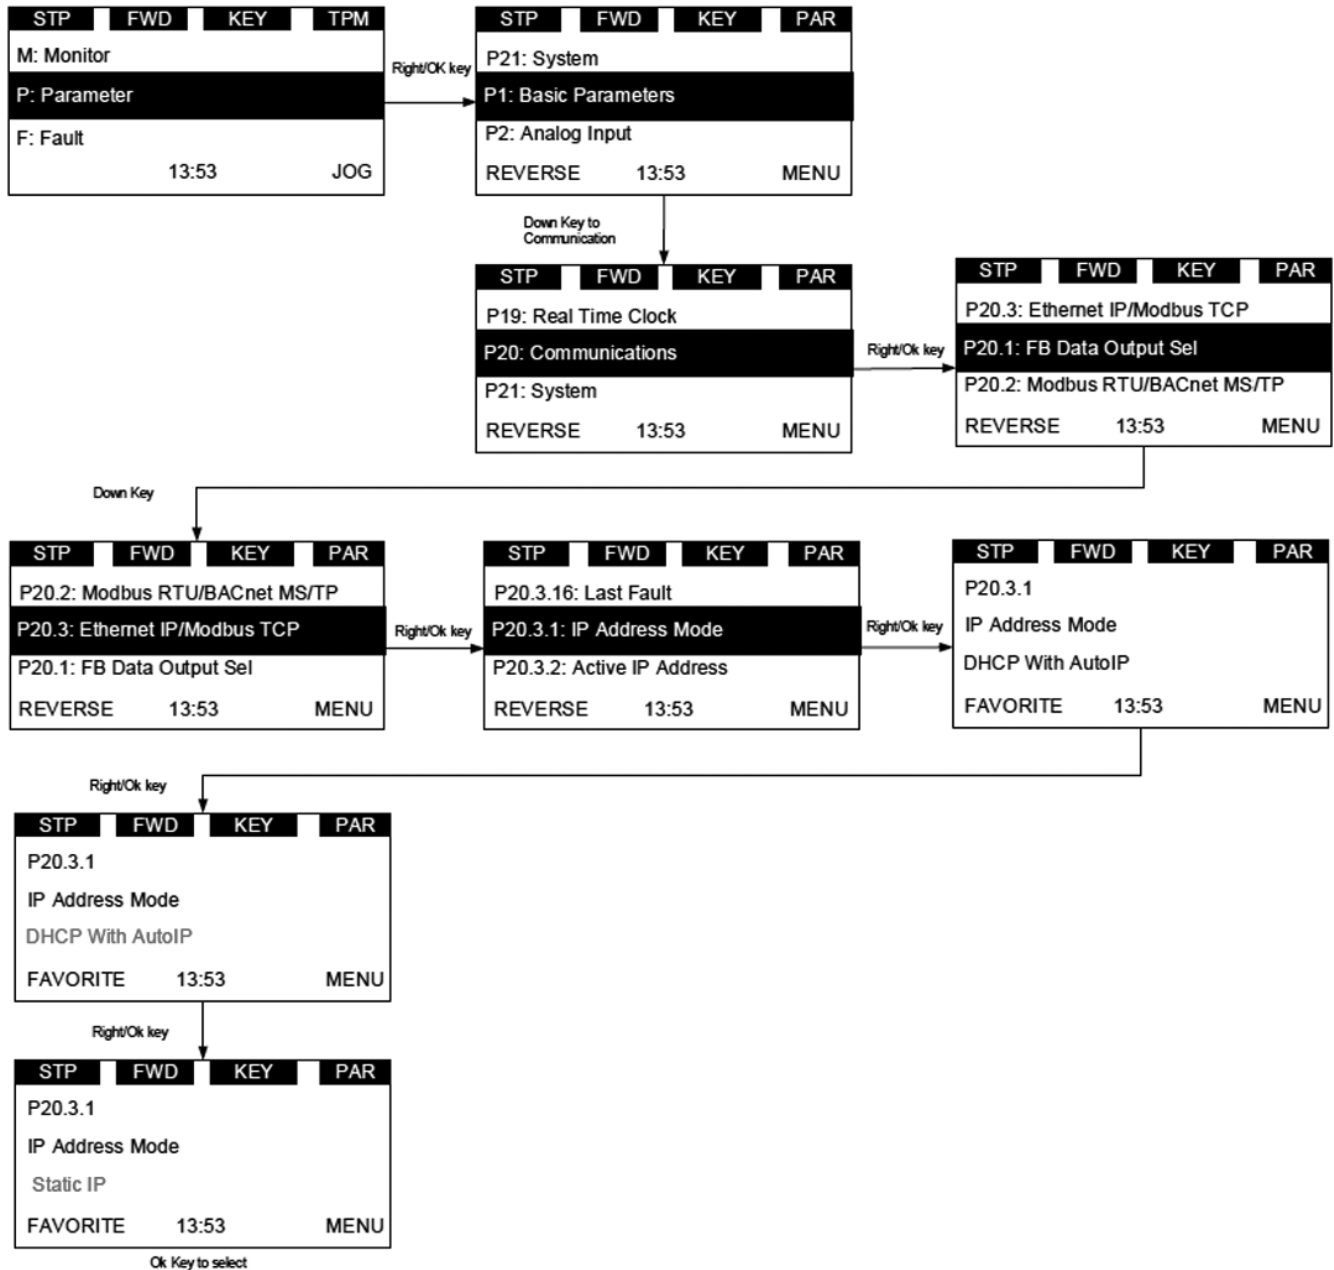 STP FWD KEY TPM
M: Monitor
P: Parameter
F: Fault
13:53 JOG
Right/OK key
STP FWD KEY PAR
P21: System
P1: Basic Parameters
P2: Analog Input
REVERSE 13:53 MENU
Down Key to
Communication
STP FWD KEY PAR
P19: Real Time Clock
P20: Communications
P21: System
REVERSE 13:53 MENU
Right/Ok key
STP FWD KEY PAR
P20.3: Ethernet IP/Modbus TCP
P20.1: FB Data Output Sel
P20.2: Modbus RTU/BACnet MS/TP
REVERSE 13:53 MENU
Down Key
STP FWD KEY PAR
P20.2: Modbus RTU/BACnet MS/TP
P20.3: Ethernet IP/Modbus TCP
P20.1: FB Data Output Sel
REVERSE 13:53 MENU
Right/Ok key
STP FWD KEY PAR
P20.3.16: Last Fault
P20.3.1: IP Address Mode
P20.3.2: Active IP Address
REVERSE 13:53 MENU
Right/Ok key
STP FWD KEY PAR
P20.3.1
IP Address Mode
DHCP With AutoIP
FAVORITE 13:53 MENU
Right/Ok key
STP FWD KEY PAR
P20.3.1
IP Address Mode
DHCP With AutoIP
FAVORITE 13:53 MENU
Right/Ok key
STP FWD KEY PAR
P20.3.1
IP Address Mode
Static IP
FAVORITE 13:53 MENU
Ok Key to select